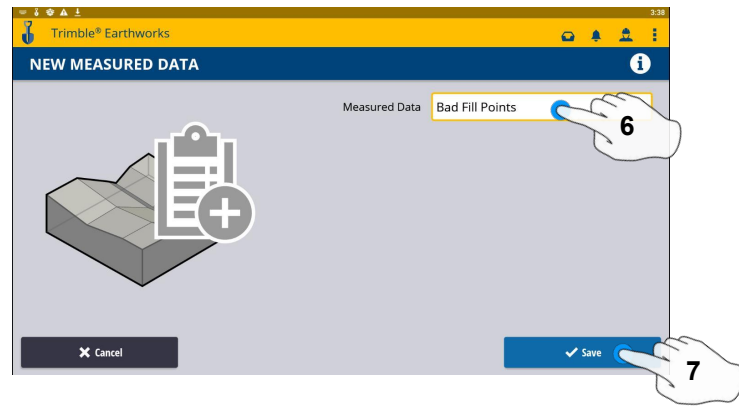 3:38
Trimble® Earthworks
NEW MEASURED DATA
Measured Data Bad Fill Points
6
Cancel
Save
7